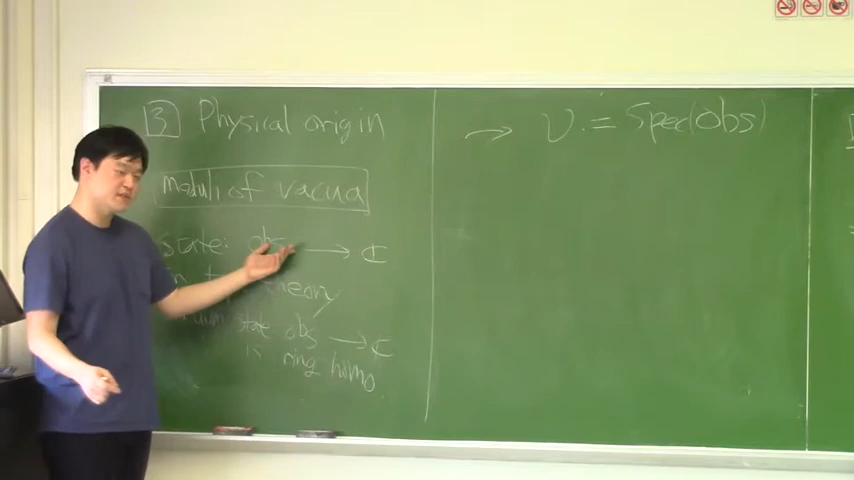 3 Physical origin
moduli of vacua
state: obs → ℂ
theory
state obs → ℂ
is ring homo
→ V := Spec(obs)